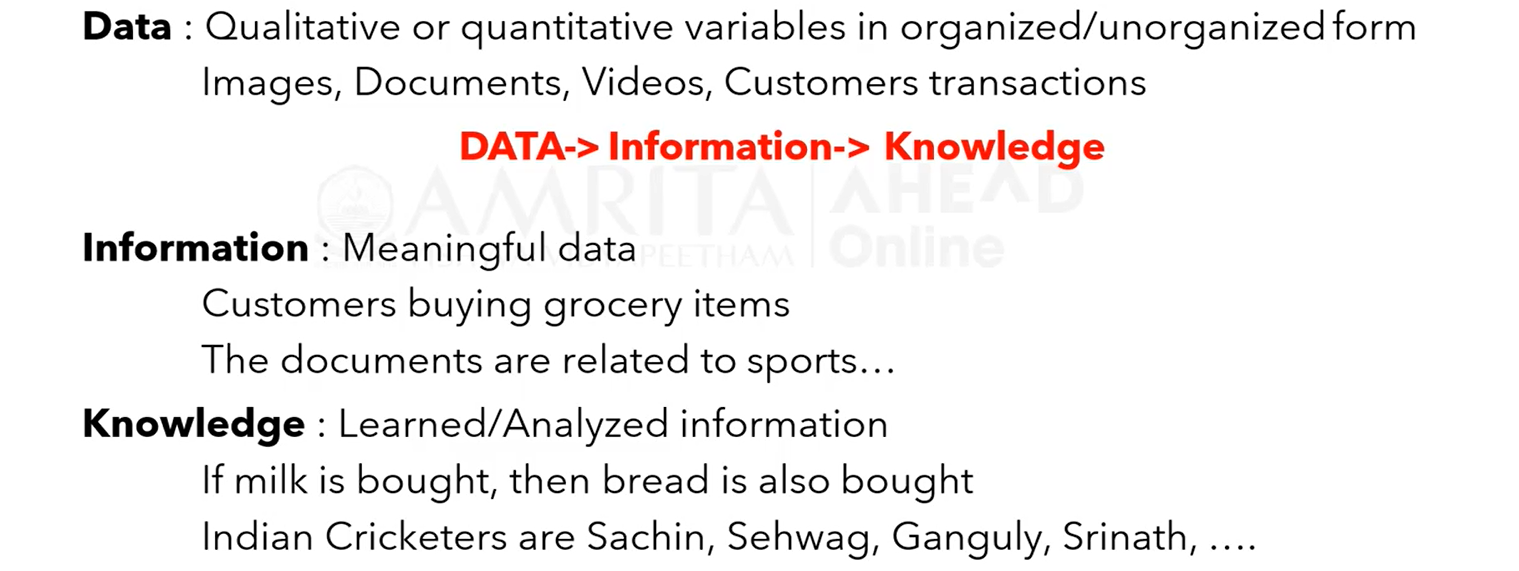 Data : Qualitative or quantitative variables in organized/unorganized form
Images, Documents, Videos, Customers transactions
DATA-> Information-> Knowledge
AMRITA AHEAD
Information : Meaningful data
PEETHAM Online
Customers buying grocery items
The documents are related to sports...
Knowledge : Learned/Analyzed information
If milk is bought, then bread is also bought
Indian Cricketers are Sachin, Sehwag, Ganguly, Srinath, ....